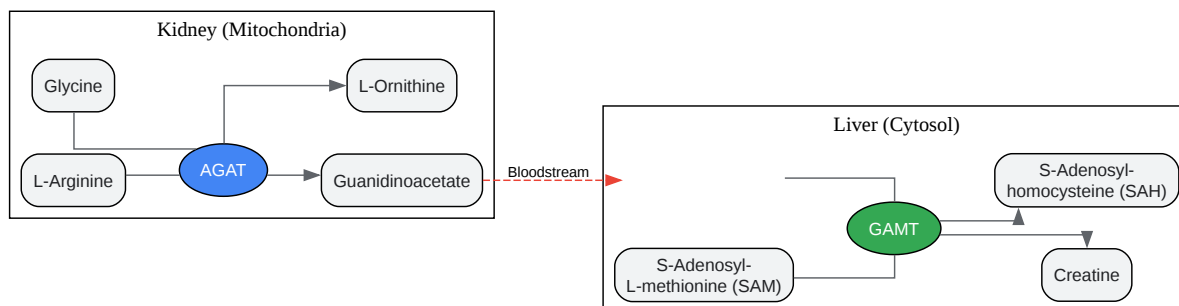 Kidney (Mitochondria)
Glycine
L-Ornithine
L-Arginine
AGAT
Guanidinoacetate
Bloodstream
Liver (Cytosol)
S-Adenosyl-
homocysteine (SAH)
GAMT
S-Adenosyl-
L-methionine (SAM)
Creatine